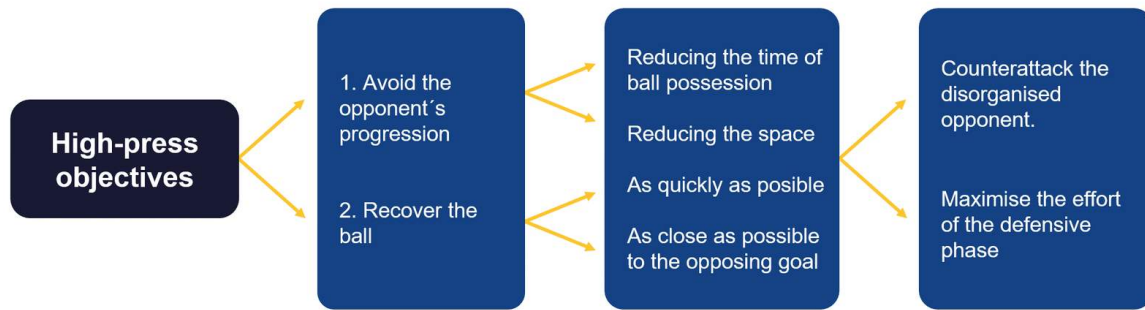 High-press
objectives
1. Avoid the
opponent´s
progression
2. Recover the
ball
Reducing the time of
ball possession
Reducing the space
As quickly as posible
As close as possible
to the opposing goal
Counterattack the
disorganised
opponent.
Maximise the effort
of the defensive
phase